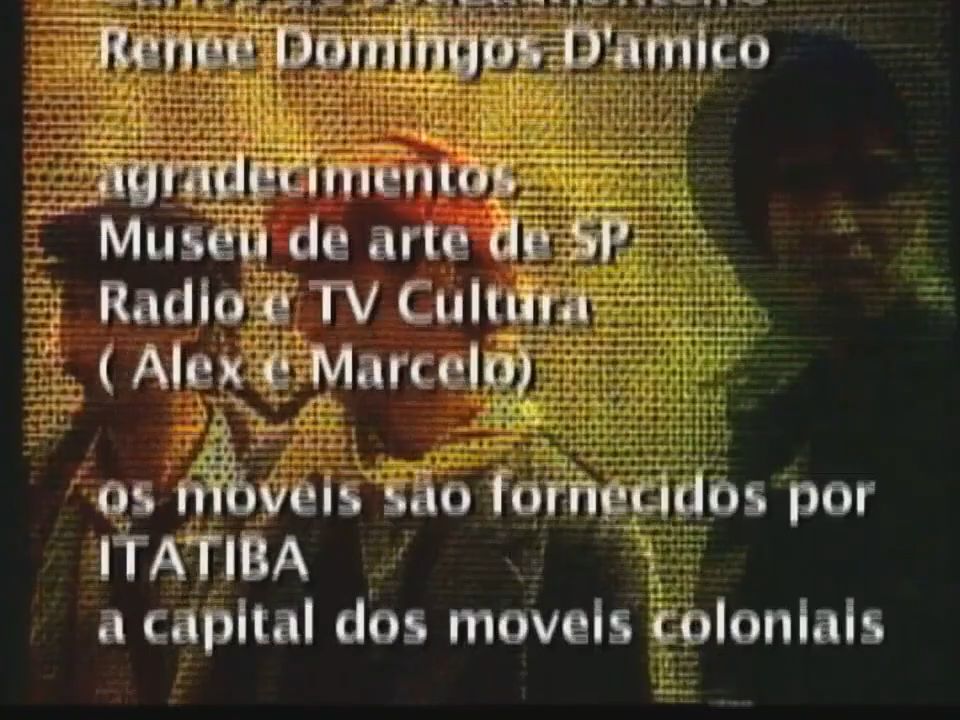 Renee Domingos D'amico
agradecimentos
Museu de arte de SP
Radio e TV Cultura
( Alex e Marcelo)
os móveis são fornecidos por
ITATIBA
a capital dos moveis coloniais